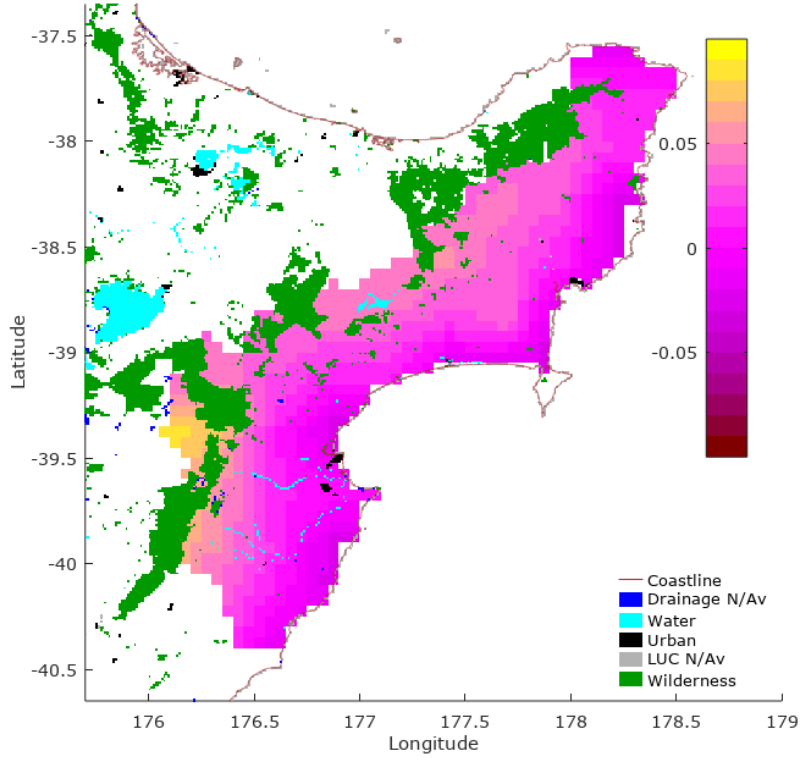 -37.5
-38
-38.5
-39
-39.5
-40
-40.5
Latitude
176
176.5
177
177.5
178
178.5
179
Longitude
0.05
0
-0.05
Coastline
Drainage N/Av
Water
Urban
LUC N/Av
Wilderness